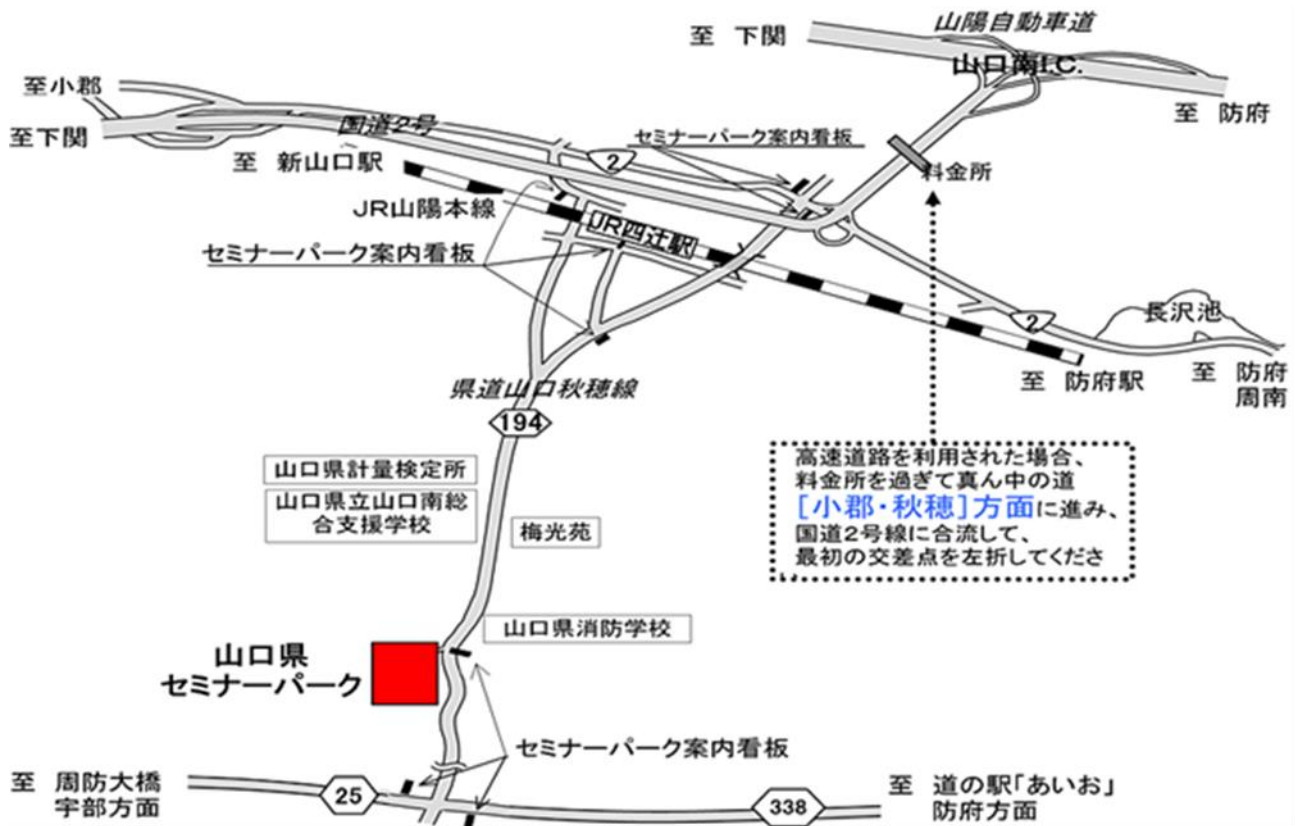 山陽自動車道
至 下関
山口南I.C.
至小郡
至 防府
国道2号
セミナーパーク案内看板
至下関
至 新山口駅
2
料金所
JR山陽本線
JR四辻駅
セミナーパーク案内看板
長沢池
2
至 防府駅
至 防府
周南
県道山口秋穂線
194
山口県計量検定所
山口県立山口南総
合支援学校
梅光苑
高速道路を利用された場合、
料金所を過ぎて真ん中の道
[小郡・秋穂]方面に進み、
国道2号線に合流して、
最初の交差点を左折してくださ
山口県消防学校
山口県
セミナーパーク
セミナーパーク案内看板
至 周防大橋
宇部方面
25
338
至 道の駅「あいお」
防府方面